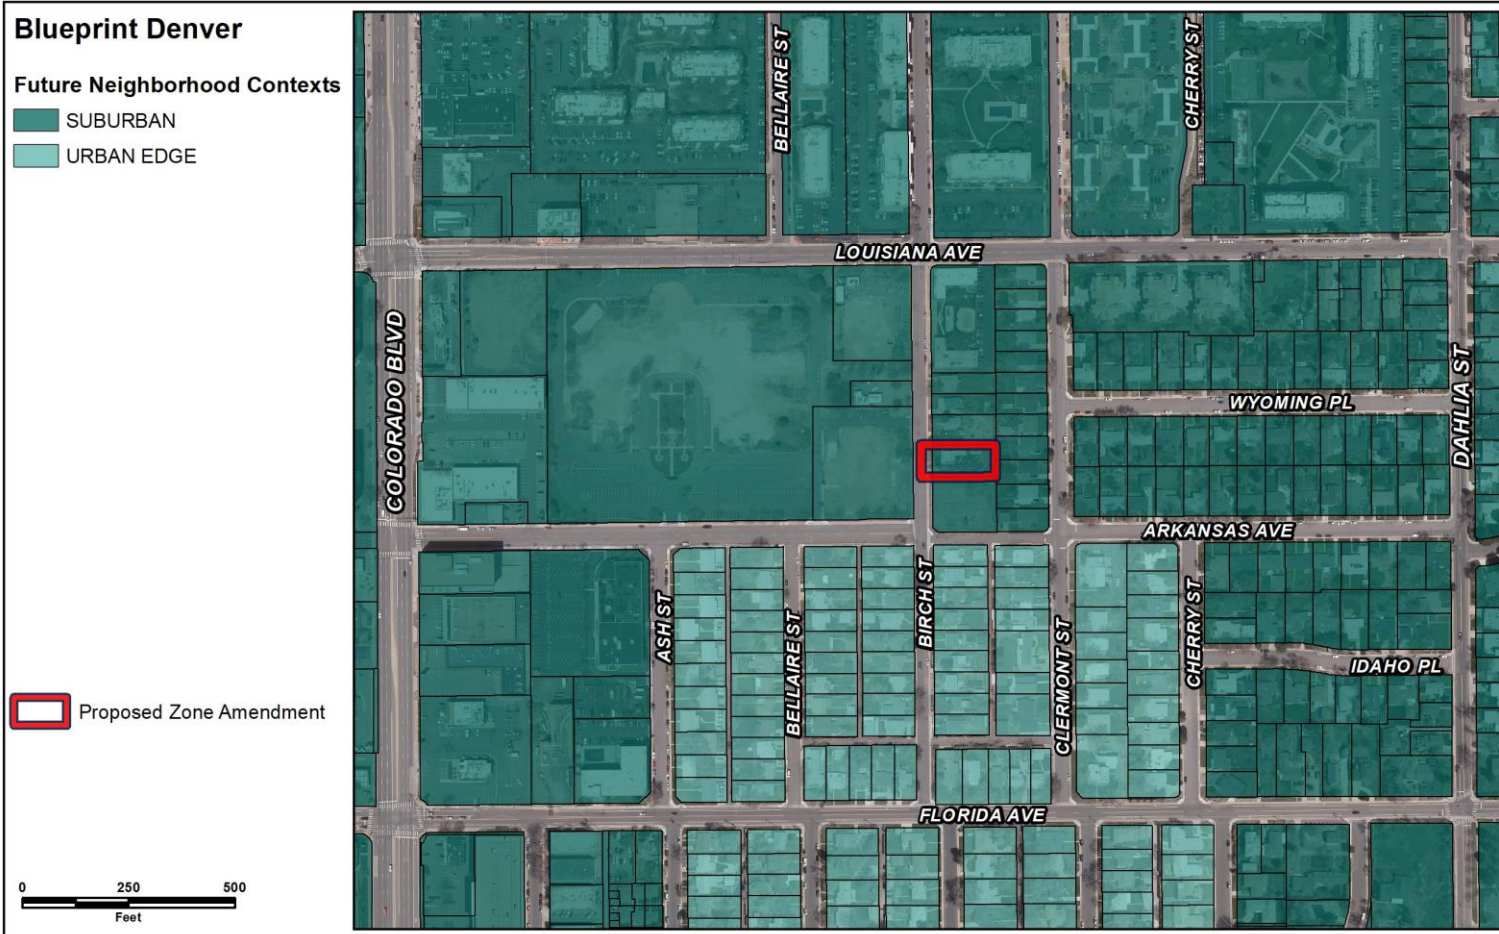 Blueprint Denver
Future Neighborhood Contexts
SUBURBAN
URBAN EDGE
Proposed Zone Amendment
0 250 500
Feet
BELLAIRE ST
CHERRY ST
LOUISIANA AVE
COLORADO BLVD
WYOMING PL
DAHLIA ST
ARKANSAS AVE
ASH ST
BELLAIRE ST
BIRCH ST
CLERMONT ST
CHERRY ST
IDAHO PL
FLORIDA AVE